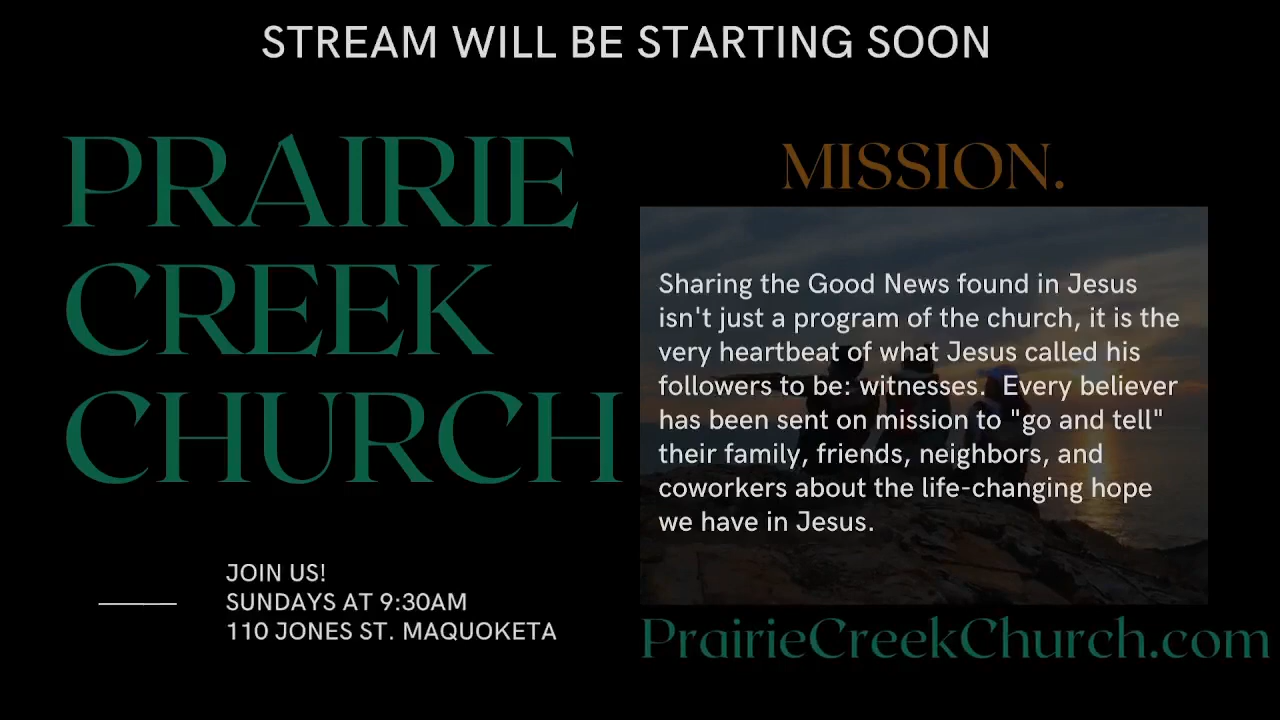 STREAM WILL BE STARTING SOON
PRAIRIE
CREEK
CHURCH
JOIN US!
SUNDAYS AT 9:30AM
110 JONES ST. MAQUOKETA
MISSION.
Sharing the Good News found in Jesus
isn't just a program of the church, it is the
very heartbeat of what Jesus called his
followers to be: witnesses.  Every believer
has been sent on mission to "go and tell"
their family, friends, neighbors, and
coworkers about the life-changing hope
we have in Jesus.
PrairieCreekChurch.com